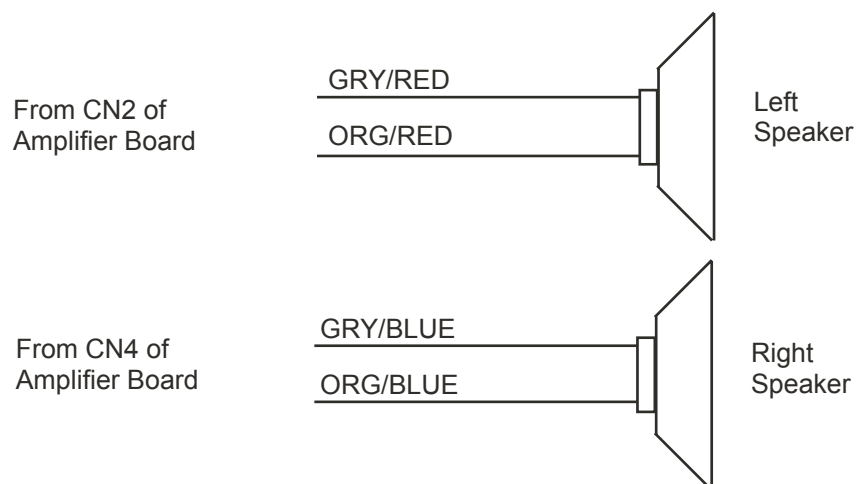 GRY/RED
From CN2 of
Amplifier Board
ORG/RED
Left
Speaker
GRY/BLUE
From CN4 of
Amplifier Board
ORG/BLUE
Right
Speaker